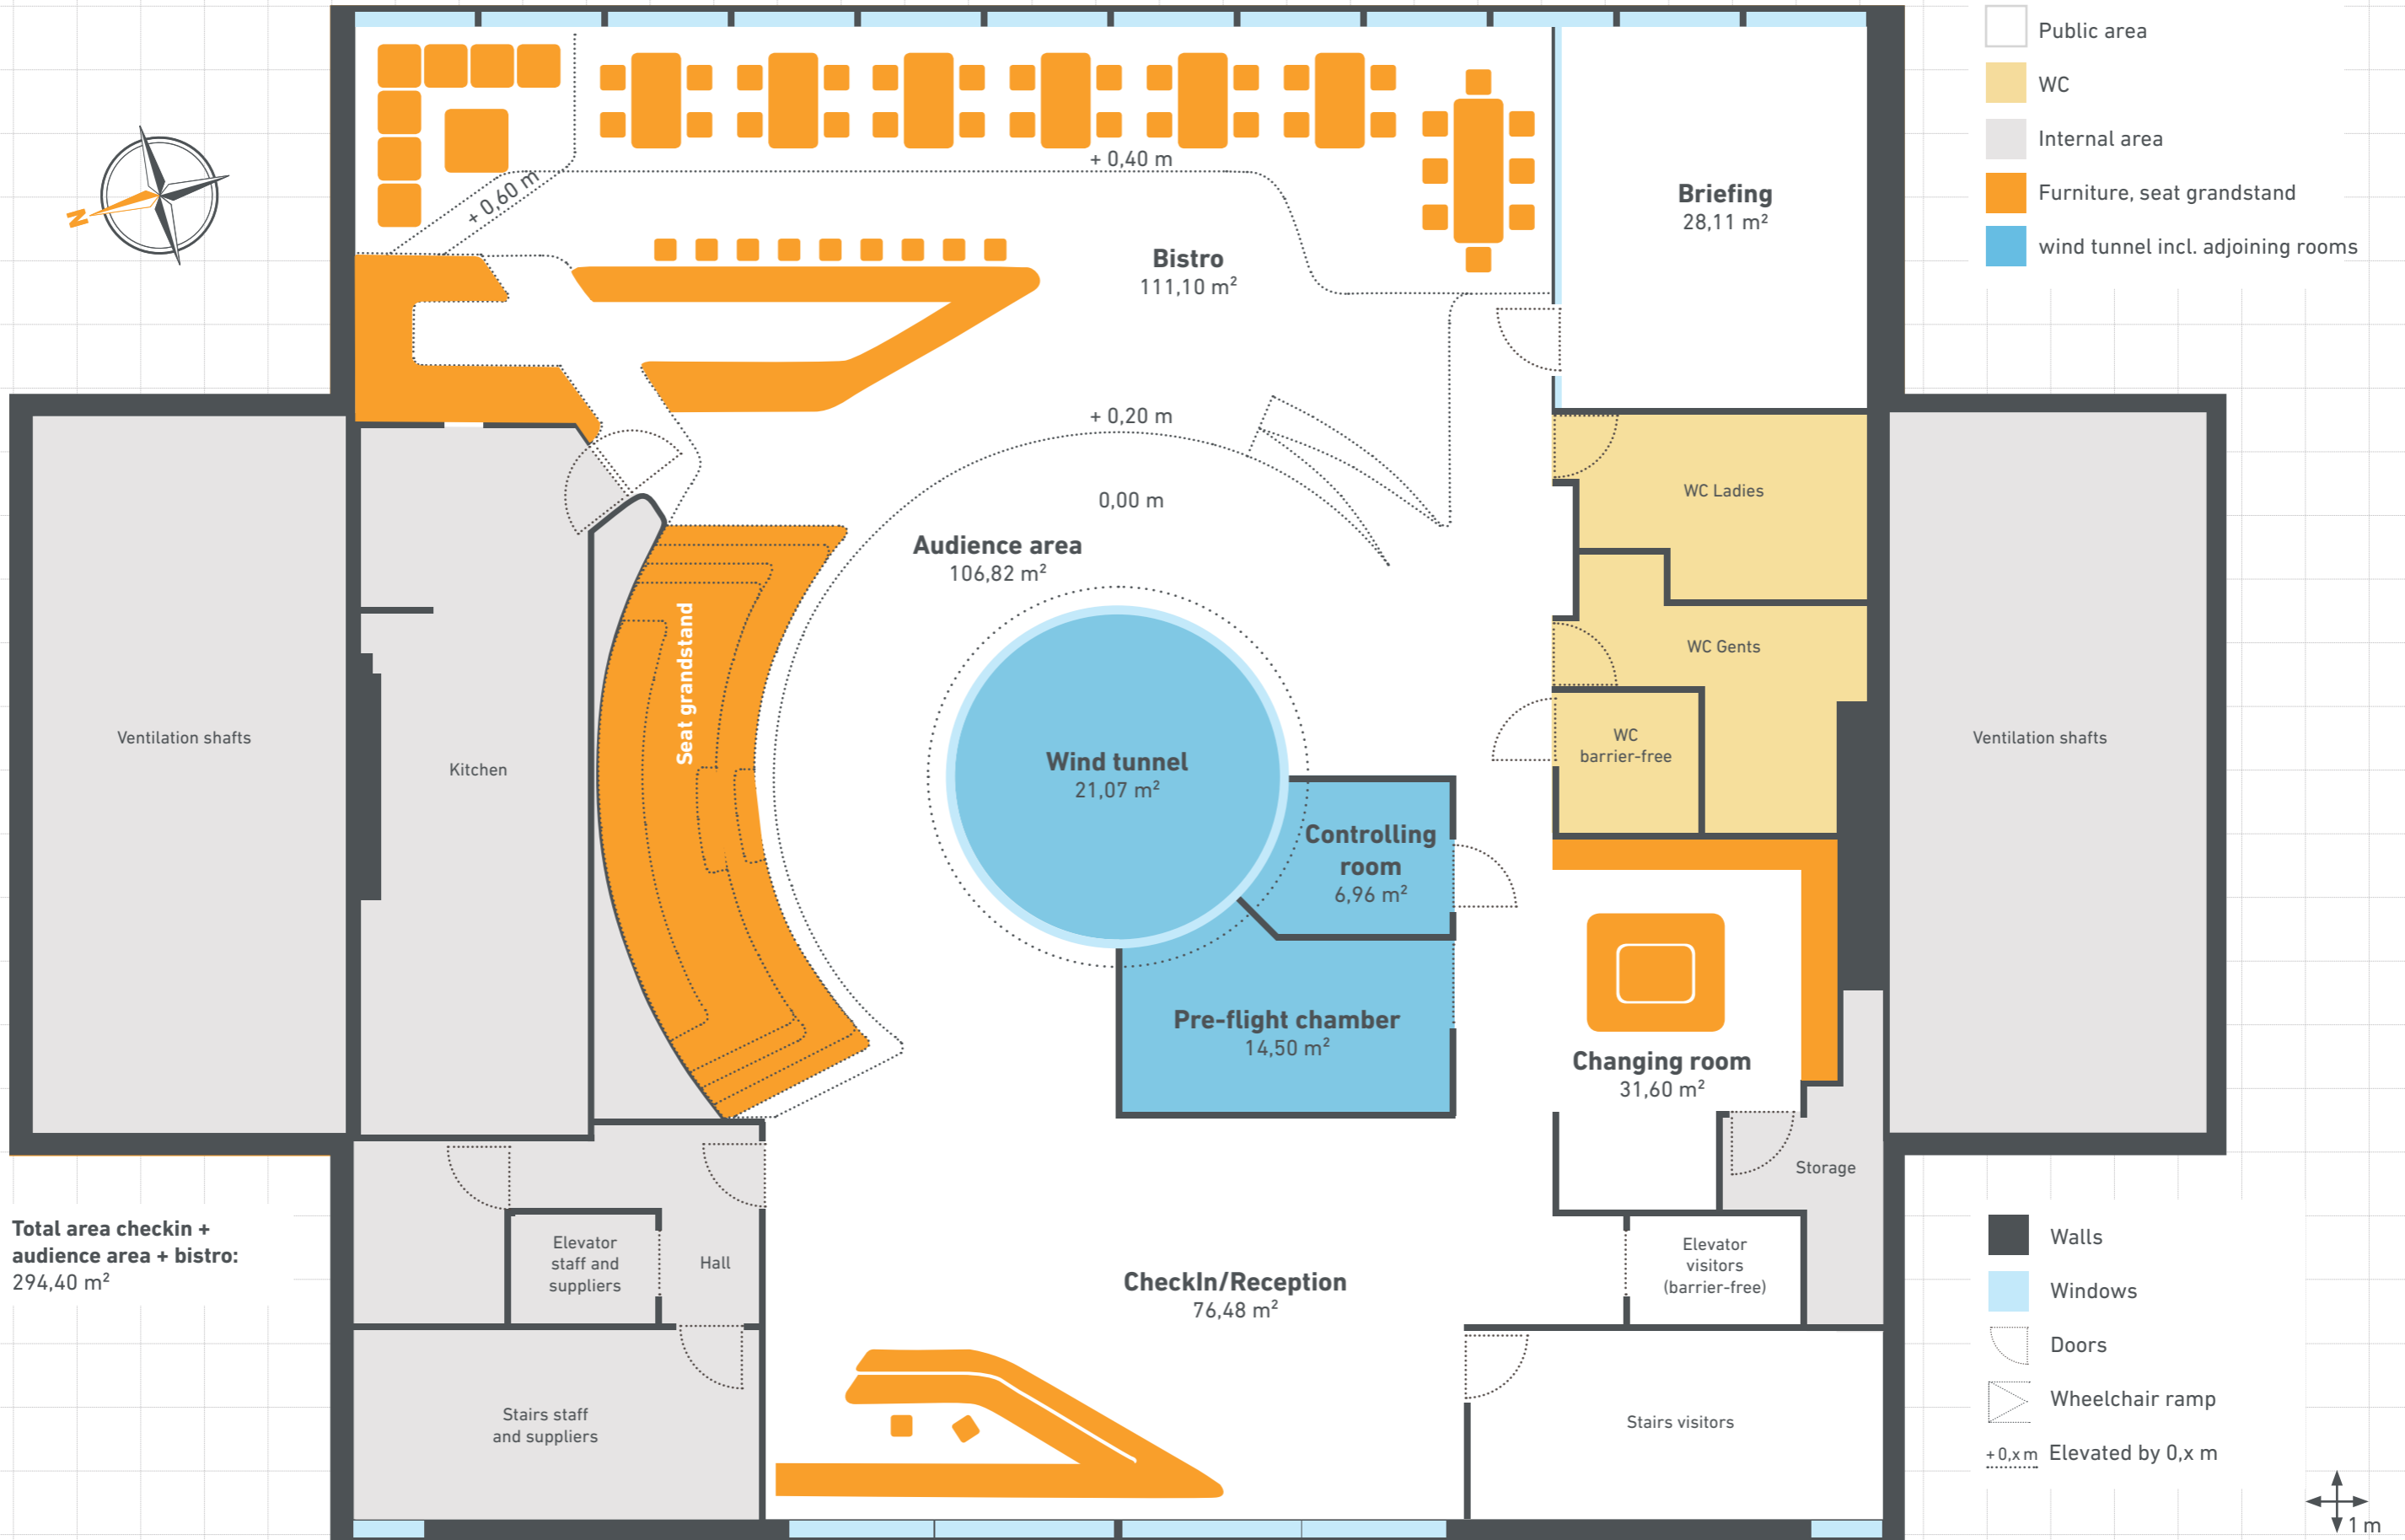 Public area
WC
Internal area
Furniture, seat grandstand
wind tunnel incl. adjoining rooms
N
+ 0,60 m
+ 0,40 m
Briefing
28,11 m²
Bistro
111,10 m²
+ 0,20 m
0,00 m
Audience area
106,82 m²
WC Ladies
WC Gents
WC
barrier-free
Seat grandstand
Ventilation shafts
Kitchen
Wind tunnel
21,07 m²
Ventilation shafts
Controlling
room
6,96 m²
Pre-flight chamber
14,50 m²
Changing room
31,60 m²
Storage
Total area checkin +
audience area + bistro:
294,40 m²
Elevator
staff and
suppliers
Hall
CheckIn/Reception
76,48 m²
Elevator
visitors
(barrier-free)
Stairs staff
and suppliers
Stairs visitors
Walls
Windows
Doors
Wheelchair ramp
+ 0,x m Elevated by 0,x m
1 m